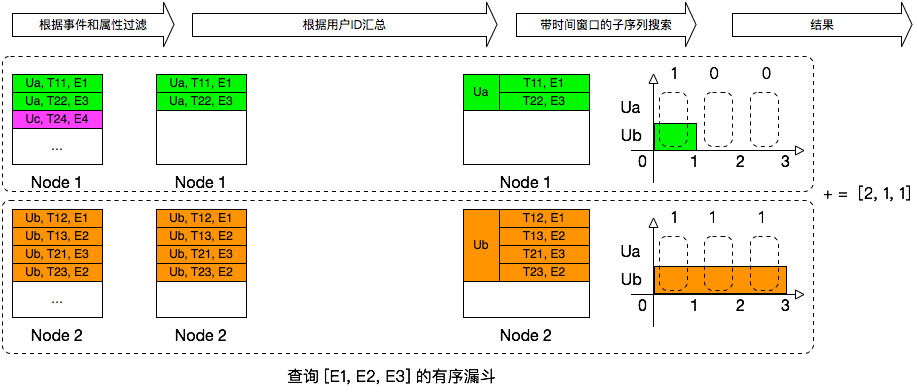 根据事件和属性过滤
根据用户ID汇总
带时间窗口的子序列搜索
结果
Ua, T11, E1
Ua, T22, E3
Uc, T24, E4
...
Node 1
Ua, T11, E1
Ua, T22, E3
Node 1
Ua
T11, E1
T22, E3
Node 1
1 0 0
Ua
Ub
0 1 2 3
Ub, T12, E1
Ub, T13, E2
Ub, T21, E3
Ub, T23, E2
...
Node 2
Ub, T12, E1
Ub, T13, E2
Ub, T21, E3
Ub, T23, E2
Node 2
Ub
T12, E1
T13, E2
T21, E3
T23, E2
Node 2
1 1 1
Ua
Ub
0 1 2 3
+ = [2, 1, 1]
查询 [E1, E2, E3] 的有序漏斗